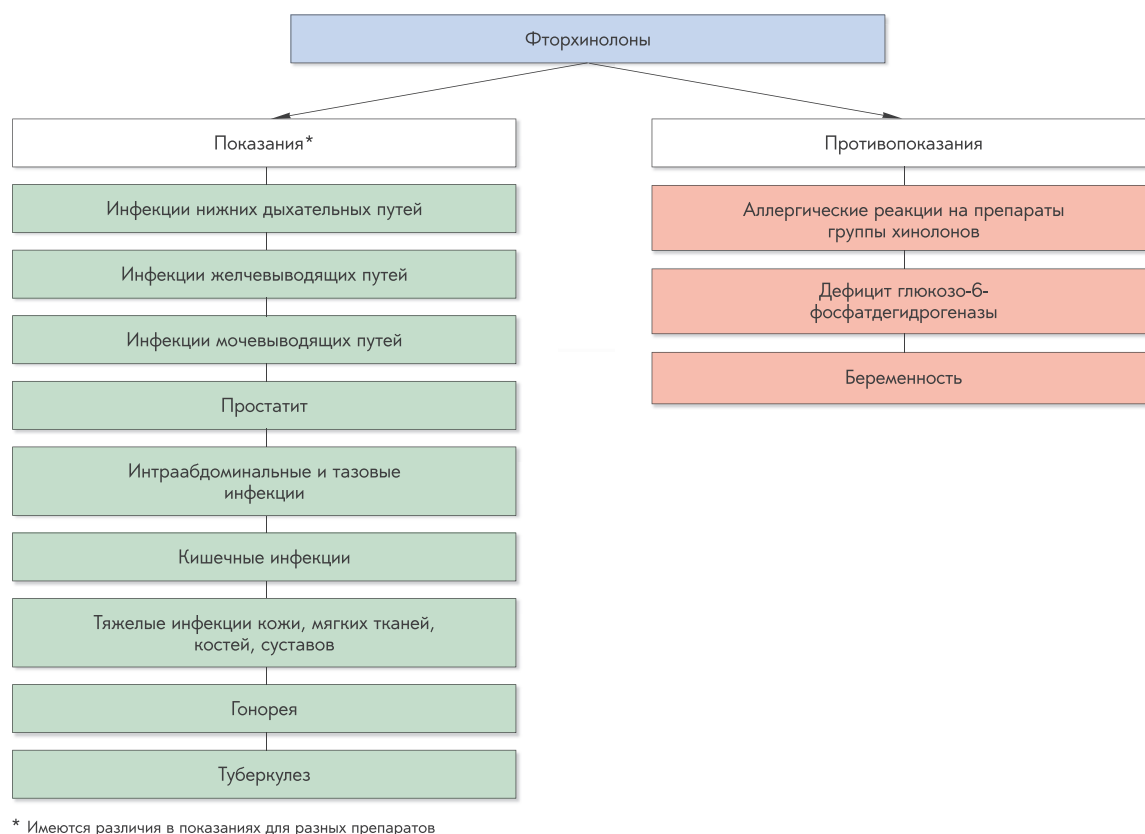 Фторхинолоны
Показания*
Инфекции нижних дыхательных путей
Инфекции желчевыводящих путей
Инфекции мочевыводящих путей
Простатит
Интраабдоминальные и тазовые
инфекции
Кишечные инфекции
Тяжелые инфекции кожи, мягких тканей,
костей, суставов
Гонорея
Туберкулез
Противопоказания
Аллергические реакции на препараты
группы хинолонов
Дефицит глюкозо-6-
фосфатдегидрогеназы
Беременность
* Имеются различия в показаниях для разных препаратов